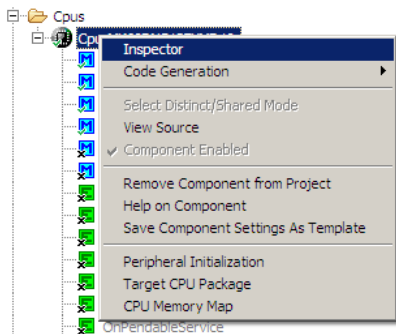 Cpus
Inspector
Code Generation
Select Distinct/Shared Mode
View Source
Component Enabled
Remove Component from Project
Help on Component
Save Component Settings As Template
Peripheral Initialization
Target CPU Package
CPU Memory Map
OnPendableService